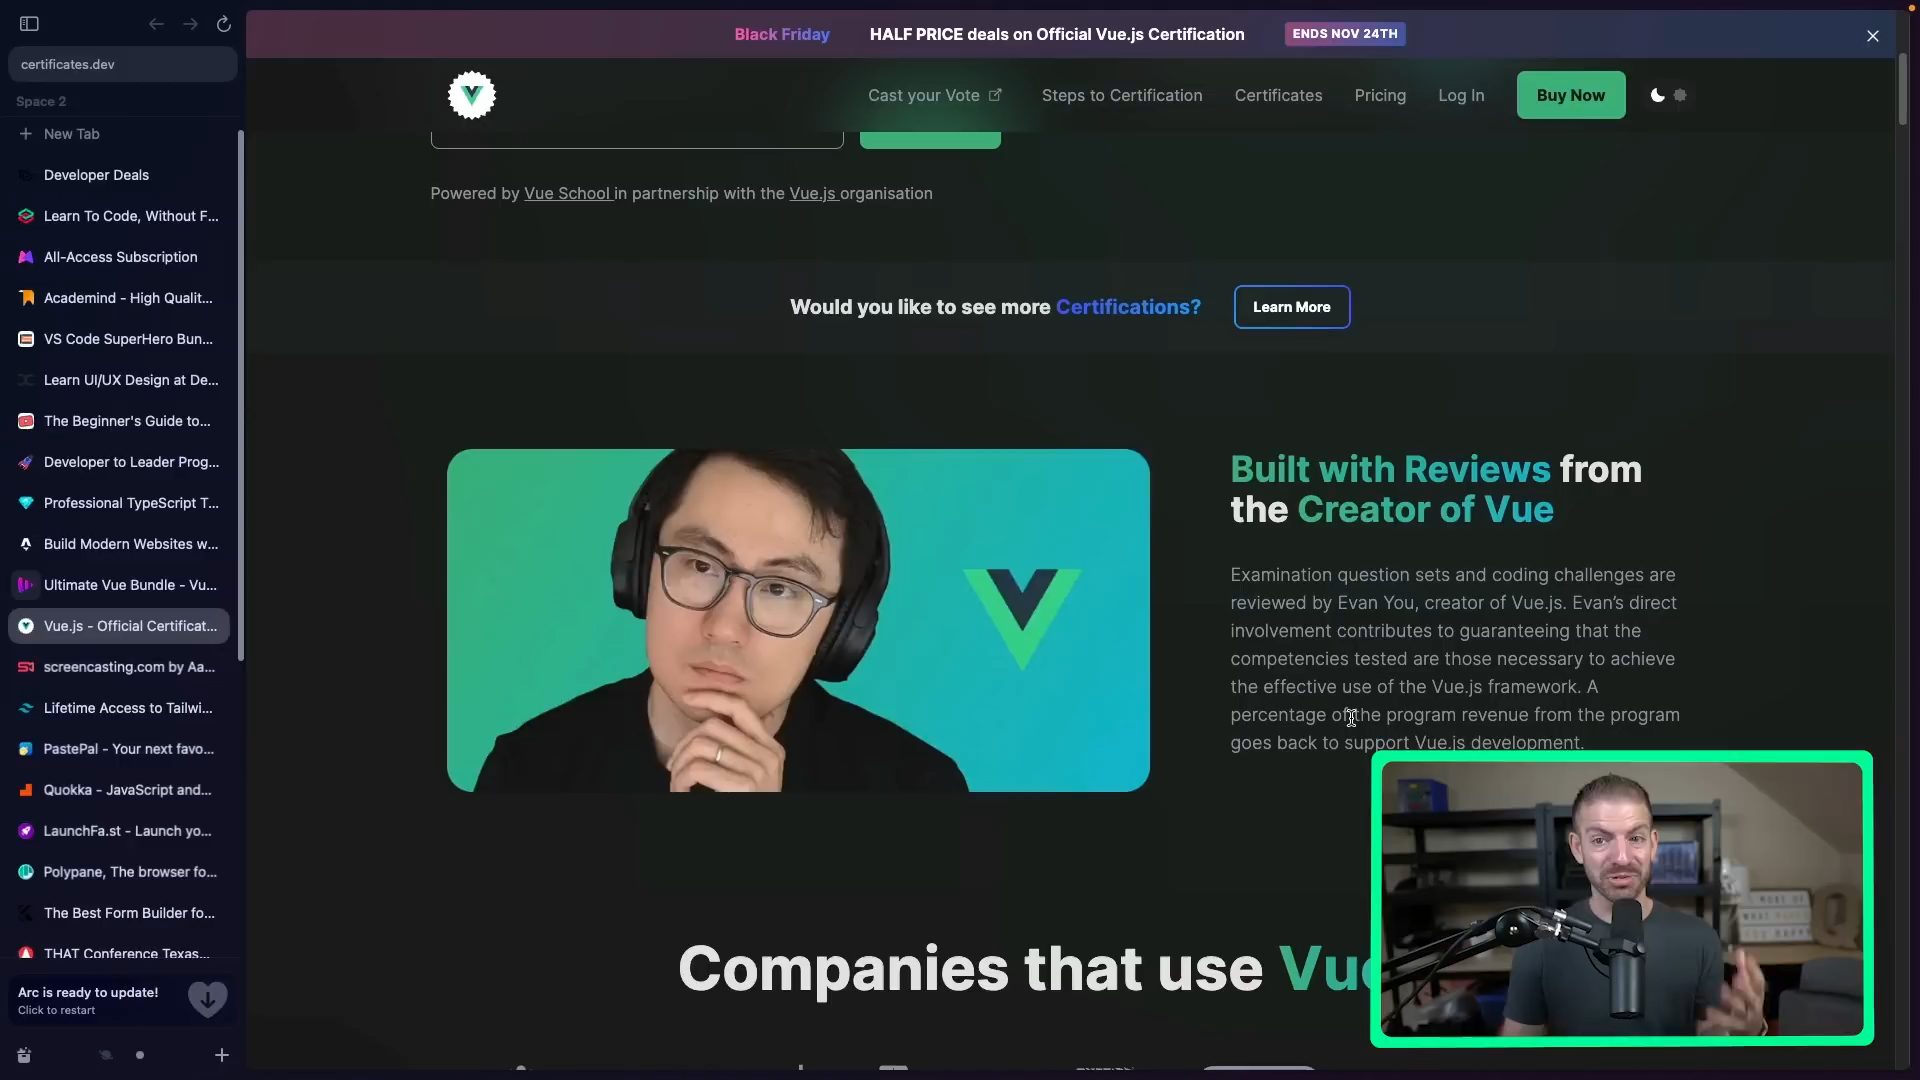 certificates.dev
Space 2
New Tab
Developer Deals
Learn To Code, Without F...
All-Access Subscription
Academind - High Qualit...
VS Code SuperHero Bun...
Learn UI/UX Design at De...
The Beginner's Guide to...
Developer to Leader Prog...
Professional TypeScript T...
Build Modern Websites w...
Ultimate Vue Bundle - Vu...
Vue.js - Official Certificat...
screencasting.com by Aa...
Lifetime Access to Tailwi...
PastePal - Your next favo...
Quokka - JavaScript and...
LaunchFa.st - Launch yo...
Polypane, The browser fo...
The Best Form Builder fo...
THAT Conference Texas...
Arc is ready to update!
Click to restart
Black Friday HALF PRICE deals on Official Vue.js Certification ENDS NOV 24TH
Cast your Vote Steps to Certification Certificates Pricing Log In Buy Now
Powered by Vue School in partnership with the Vue.js organisation
Would you like to see more Certifications? Learn More
Built with Reviews from
the Creator of Vue
Examination question sets and coding challenges are
reviewed by Evan You, creator of Vue.js. Evan’s direct
involvement contributes to guaranteeing that the
competencies tested are those necessary to achieve
the effective use of the Vue.js framework. A
percentage of the program revenue from the program
goes back to support Vue.js development.
Companies that use